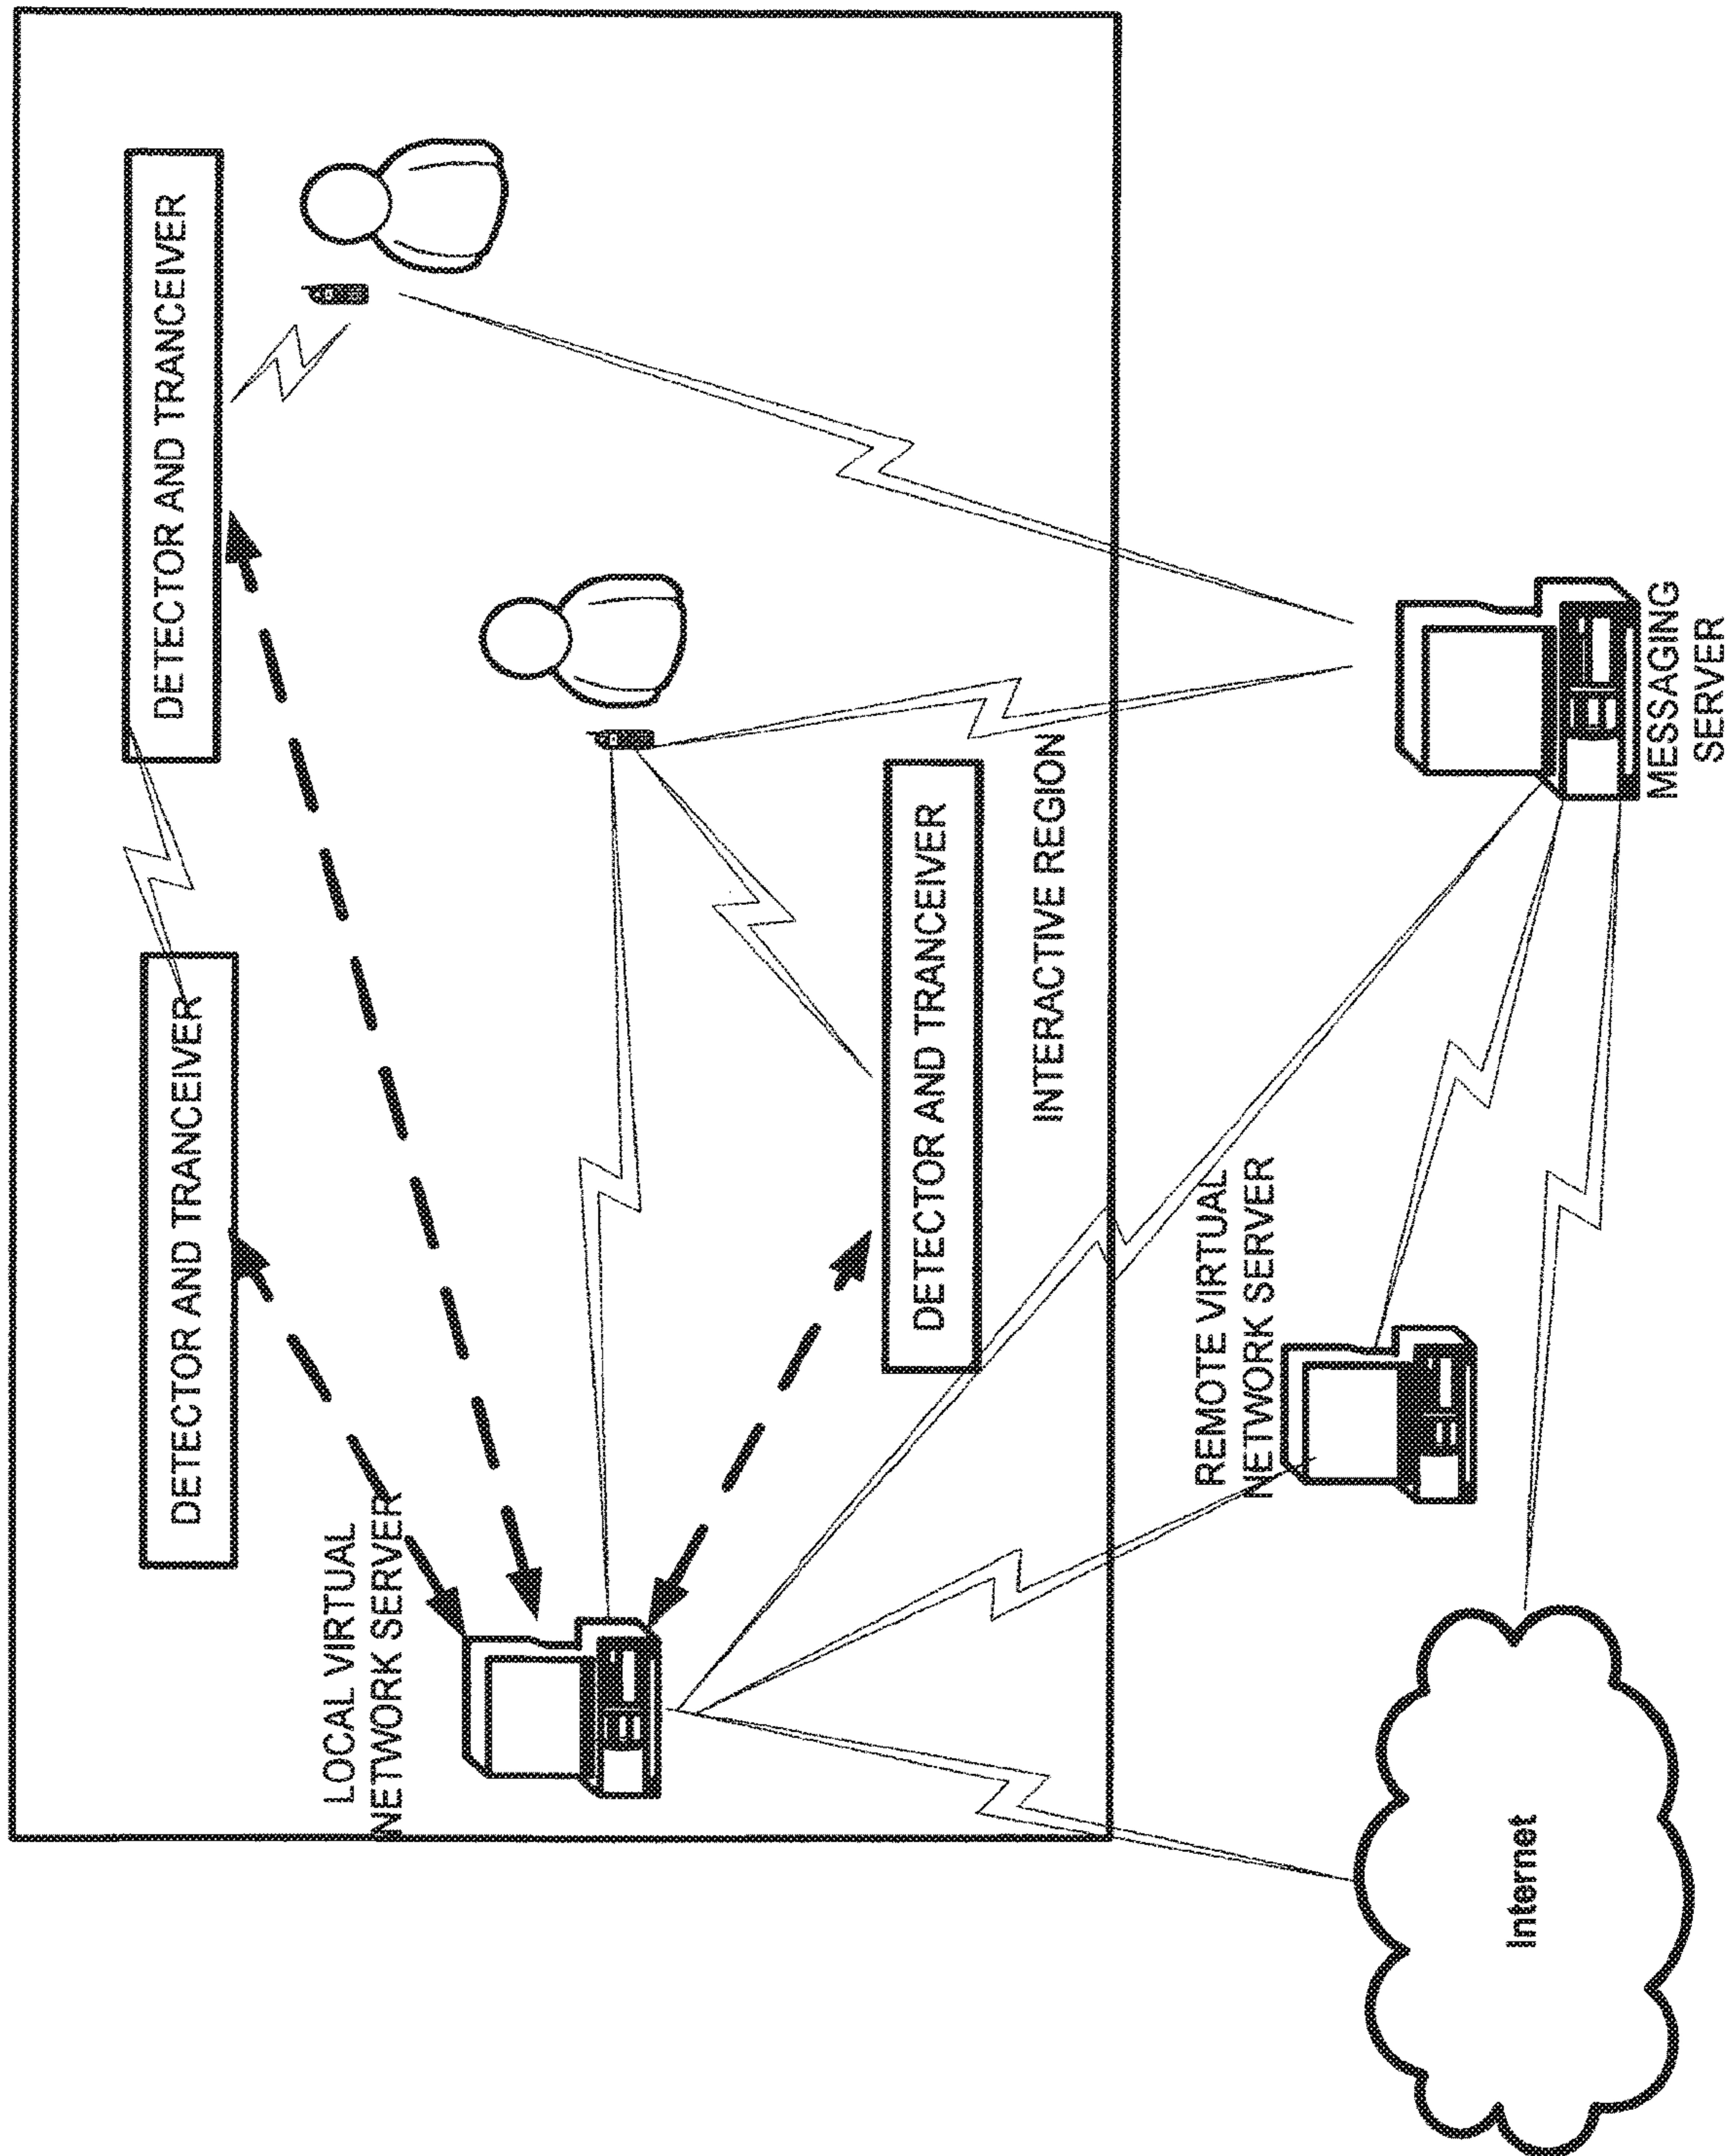 DETECTOR AND TRANCEIVER
DETECTOR AND TRANCEIVER
LOCAL VIRTUAL
NETWORK SERVER
DETECTOR AND TRANCEIVER
INTERACTIVE REGION
REMOTE VIRTUAL
NETWORK SERVER
MESSAGING
SERVER
Internet